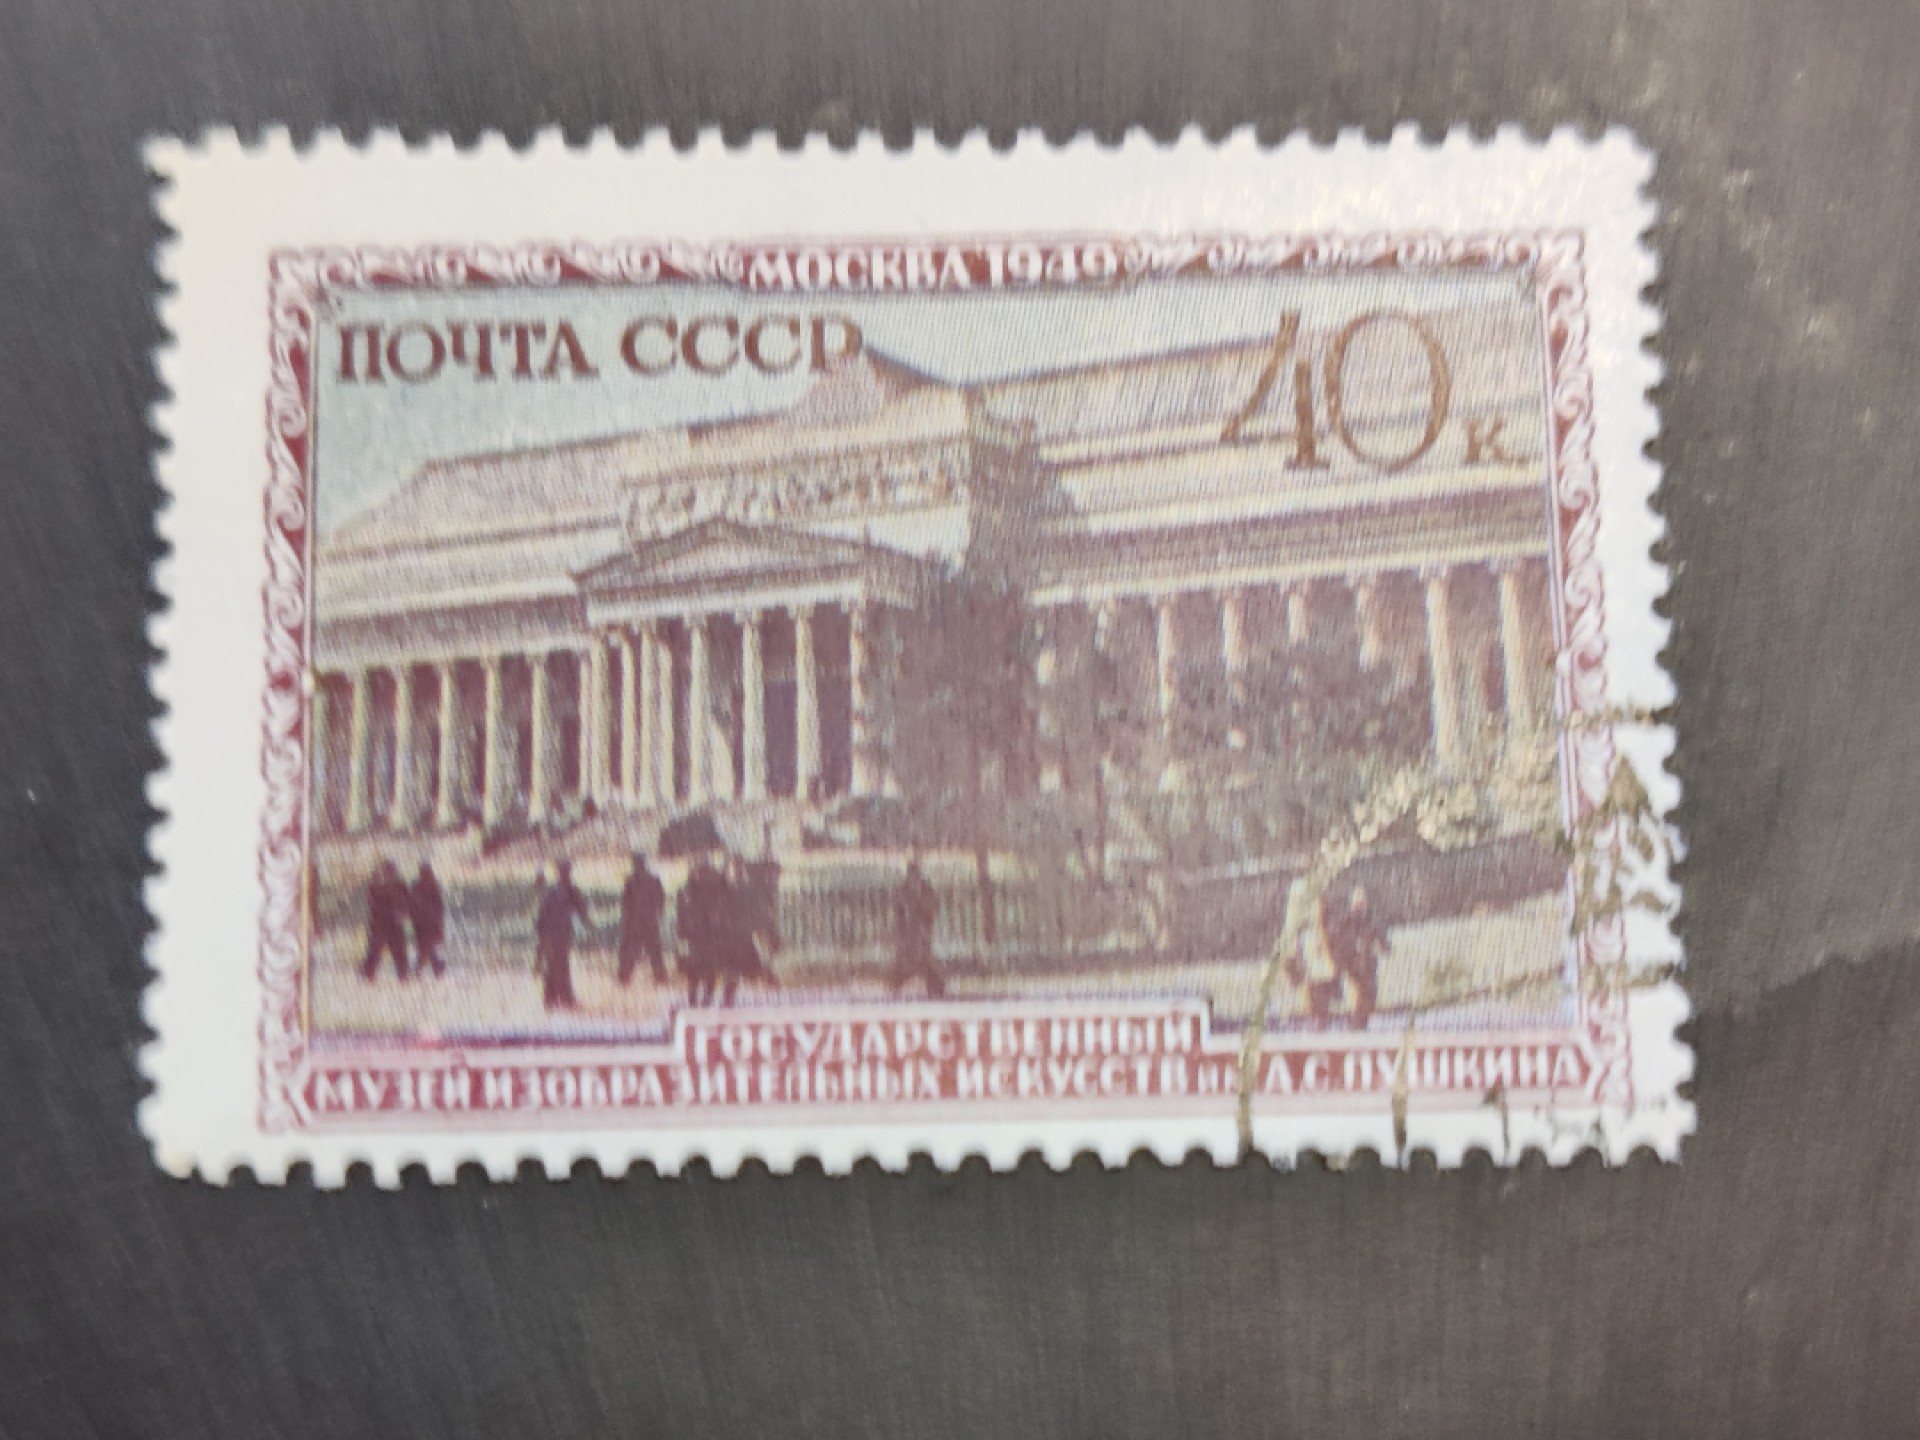 МОСКВА 1949
ПОЧТА СССР
40 к
ГОСУДАРСТВЕННЫЙ
МУЗЕЙ ИЗОБРАЗИТЕЛЬНЫХ ИСКУССТВ им. А.С.ПУШКИНА